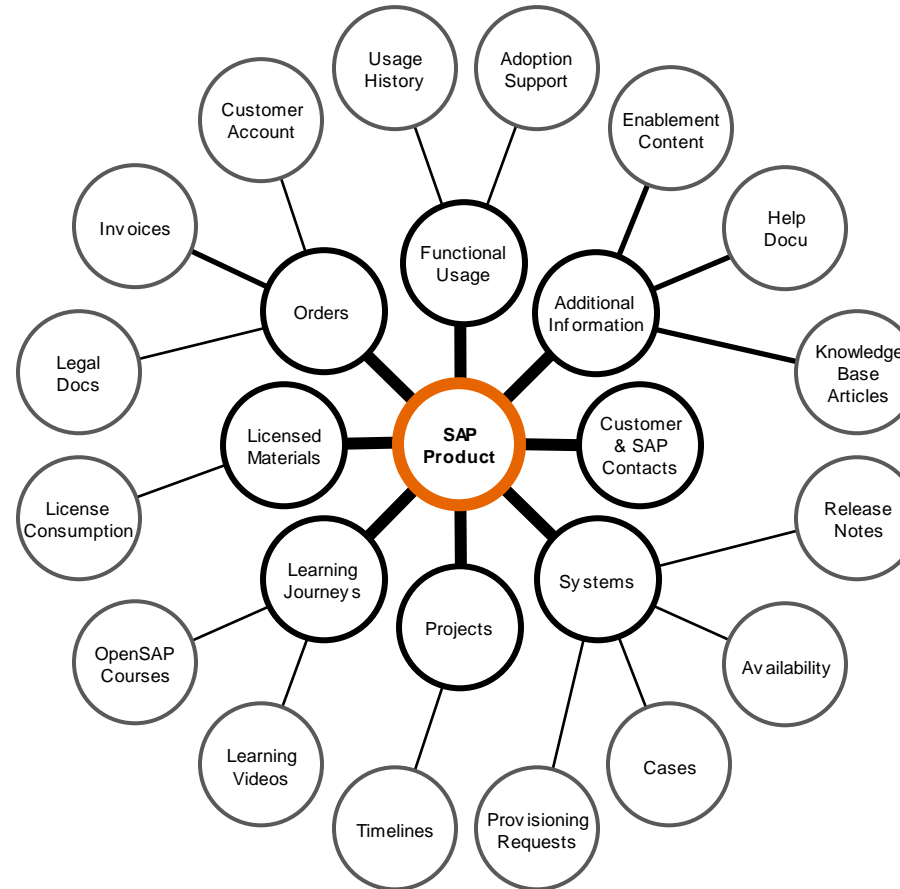 Usage
History
Adoption
Support
Customer
Account
Enablement
Content
Invoices
Help
Docu
Functional
Usage
Orders
Additional
Information
Legal
Docs
Knowledge
Base
Articles
Licensed
Materials
SAP
Product
Customer
& SAP
Contacts
License
Consumption
Release
Notes
Learning
Journeys
Systems
Projects
OpenSAP
Courses
Availability
Learning
Videos
Cases
Timelines
Provisioning
Requests